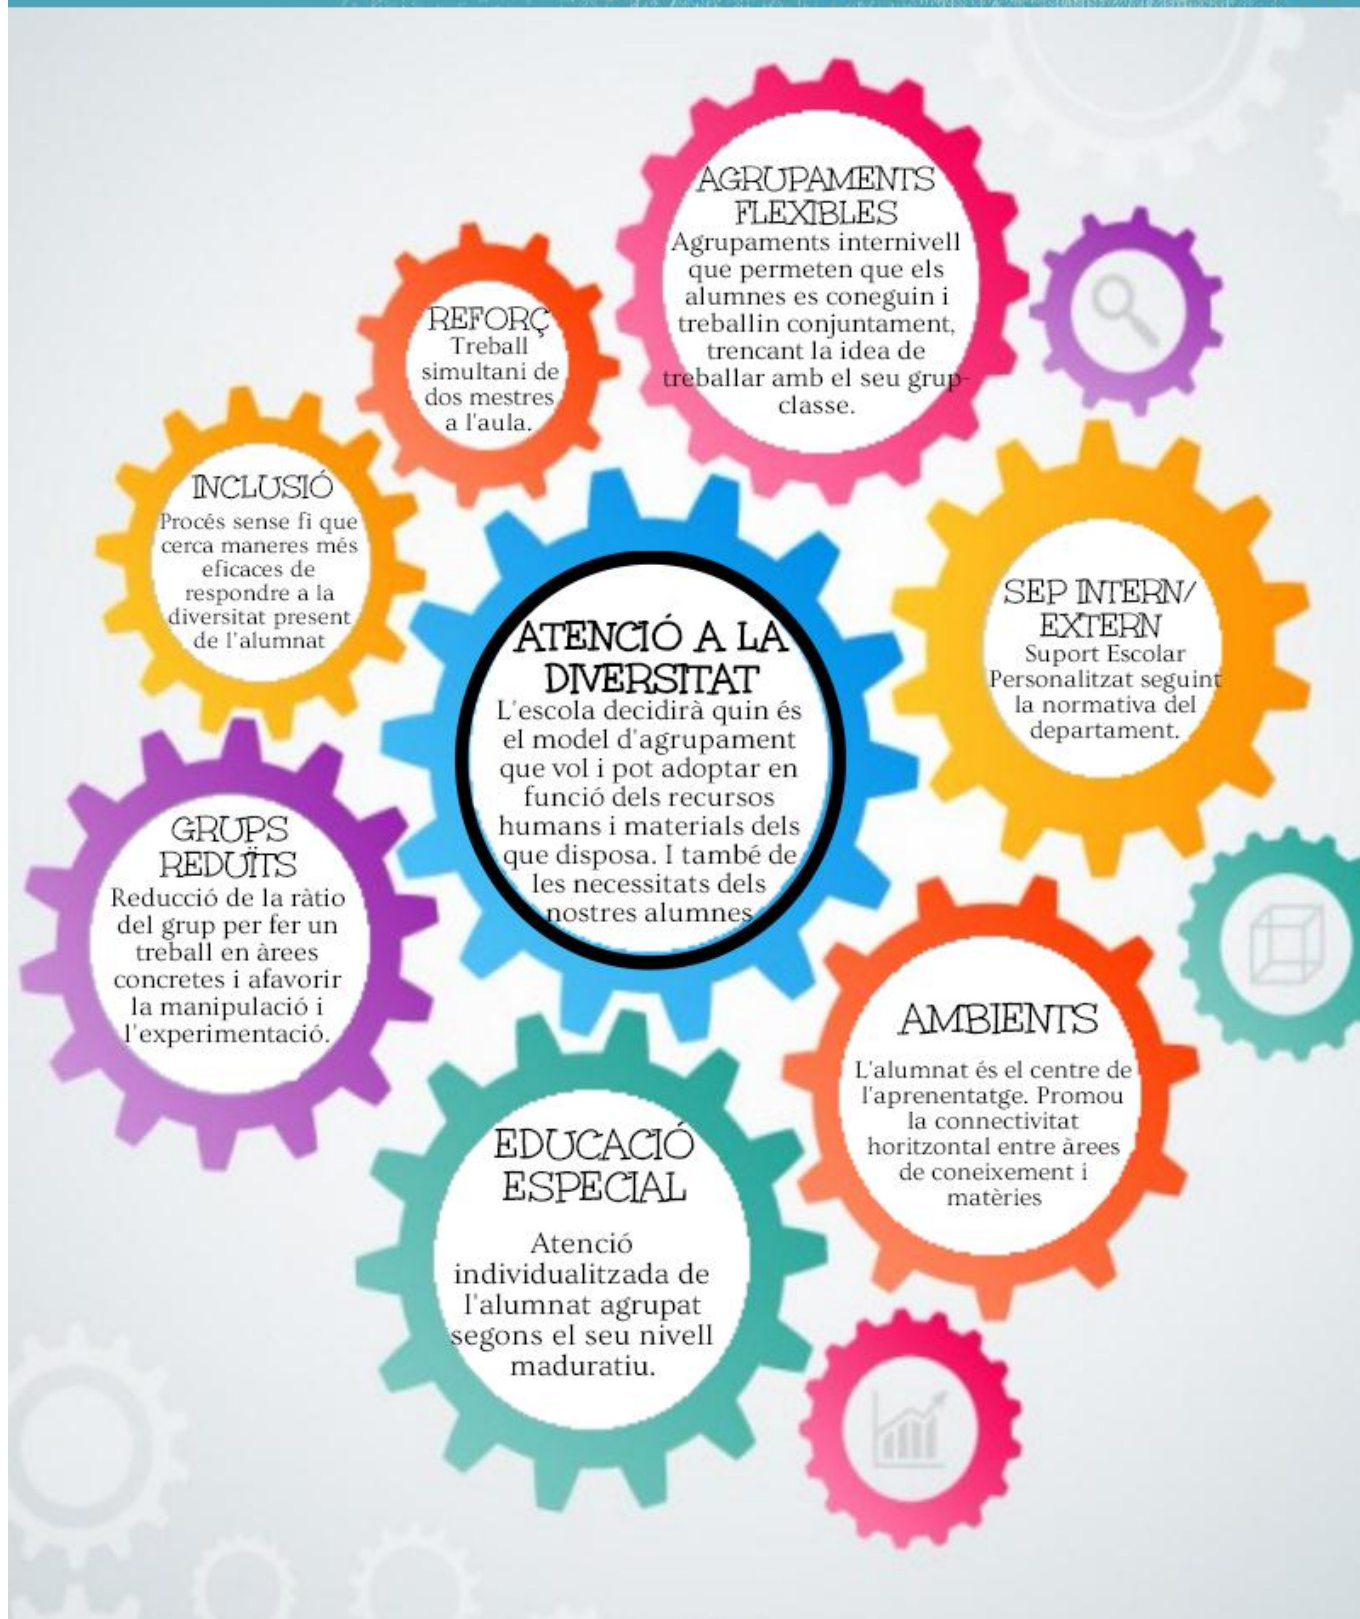 AGRUPAMENTS
FLEXIBLES
Agrupaments internivell
que permeten que els
alumnes es coneguin i
treballin conjuntament,
trencant la idea de
treballar amb el seu grup-
classe.
REFORÇ
Treball
simultani de
dos mestres
a l'aula.
INCLUSIÓ
Procés sense fi que
cerca maneres més
eficaces de
respondre a la
diversitat present
de l'alumnat
ATENCIÓ A LA
DIVERSITAT
L'escola decidirà quin és
el model d'agrupament
que vol i pot adoptar en
funció dels recursos
humans i materials dels
que disposa. I també de
les necessitats dels
nostres alumnes
SEP INTERN/
EXTERN
Suport Escolar
Personalitzat seguint
la normativa del
departament.
GRUPS
REDUÏTS
Reducció de la ràtio
del grup per fer un
treball en àrees
concretes i afavorir
la manipulació i
l'experimentació.
AMBIENTS
L'alumnat és el centre de
l'aprenentatge. Promou
la connectivitat
horitzontal entre àrees
de coneixement i
matèries
EDUCACIÓ
ESPECIAL
Atenció
individualitzada de
l'alumnat agrupat
segons el seu nivell
maduratiu.